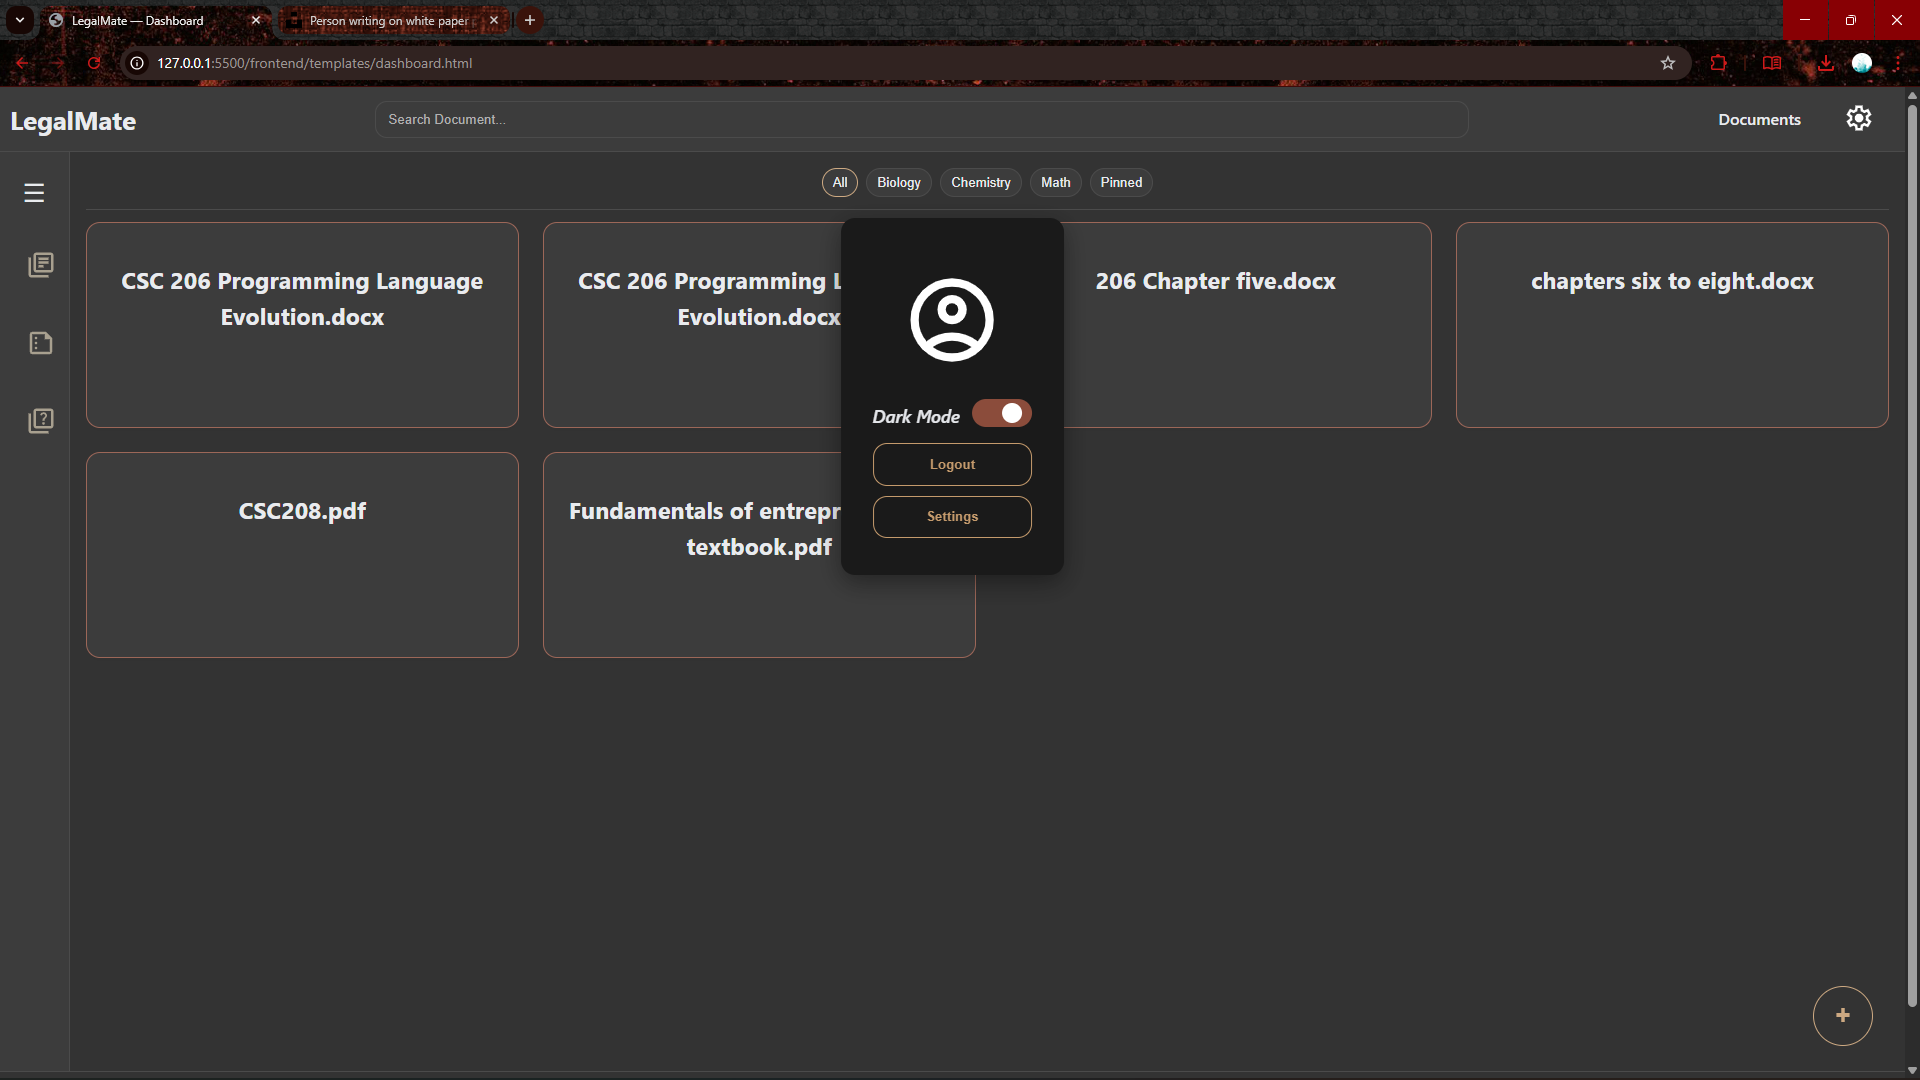 LegalMate — Dashboard
Person writing on white paper
127.0.0.1:5500/frontend/templates/dashboard.html
LegalMate
Search Document...
Documents
All
Biology
Chemistry
Math
Pinned
CSC 206 Programming Language
Evolution.docx
CSC 206 Programming L
Evolution.docx
206 Chapter five.docx
chapters six to eight.docx
Dark Mode
Logout
Settings
CSC208.pdf
Fundamentals of entrepr
textbook.pdf